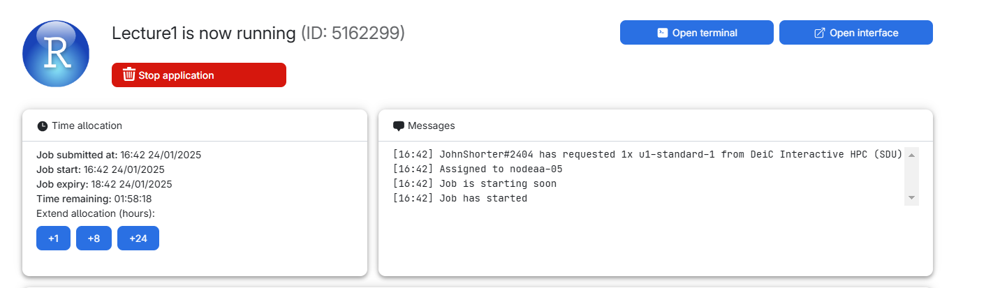 R
Lecture1 is now running (ID: 5162299)
Open terminal
Open interface
Stop application
Time allocation
Job submitted at: 16:42 24/01/2025
Job start: 16:42 24/01/2025
Job expiry: 18:42 24/01/2025
Time remaining: 01:58:18
Extend allocation (hours):
+1
+8
+24
Messages
[16:42] JohnShorter#2404 has requested 1x u1-standard-1 from DeiC Interactive HPC (SDU)
[16:42] Assigned to nodeaa-05
[16:42] Job is starting soon
[16:42] Job has started